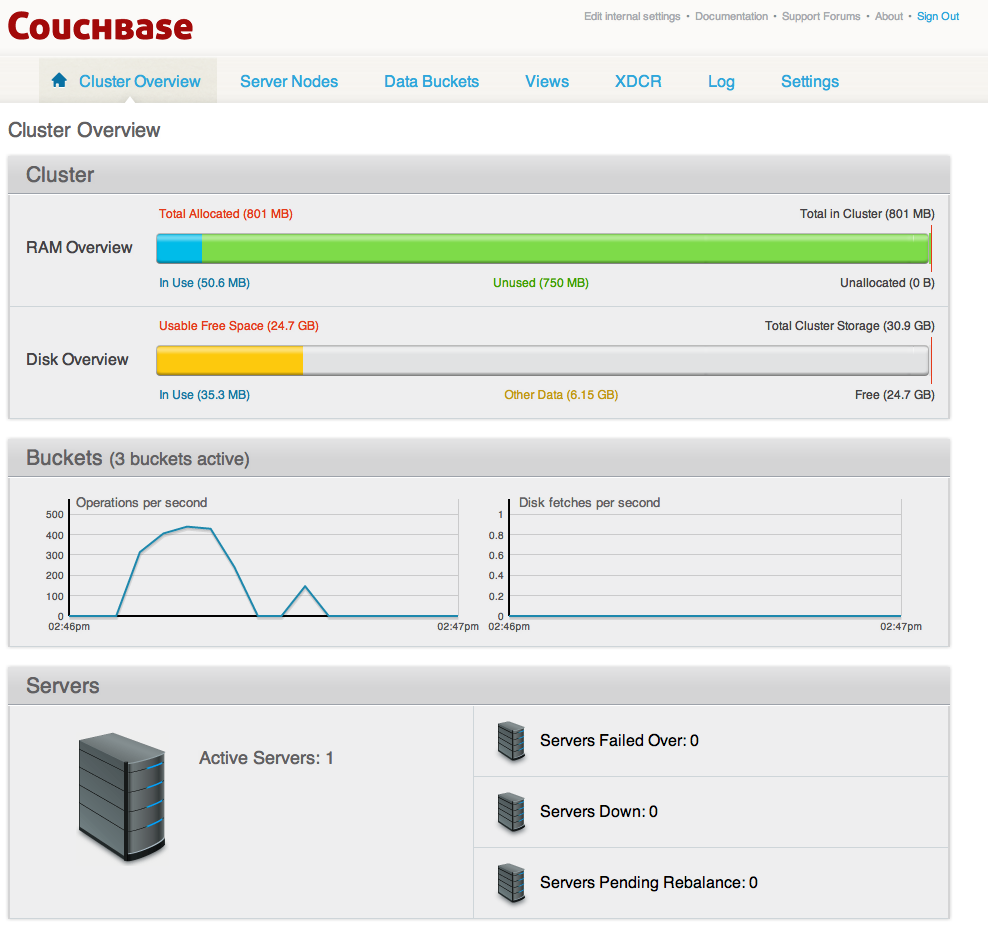 COUCHBASE
Edit internal settings • Documentation • Support Forums • About • Sign Out
Cluster Overview Server Nodes Data Buckets Views XDCR Log Settings
Cluster Overview
Cluster
Total Allocated (801 MB) Total in Cluster (801 MB)
RAM Overview
In Use (50.6 MB) Unused (750 MB) Unallocated (0 B)
Usable Free Space (24.7 GB) Total Cluster Storage (30.9 GB)
Disk Overview
In Use (35.3 MB) Other Data (6.15 GB) Free (24.7 GB)
Buckets (3 buckets active)
Operations per second
500
400
300
200
100
0
02:46pm 02:47pm
Disk fetches per second
1
0.8
0.6
0.4
0.2
0
02:46pm 02:47pm
Servers
Active Servers: 1
Servers Failed Over: 0
Servers Down: 0
Servers Pending Rebalance: 0